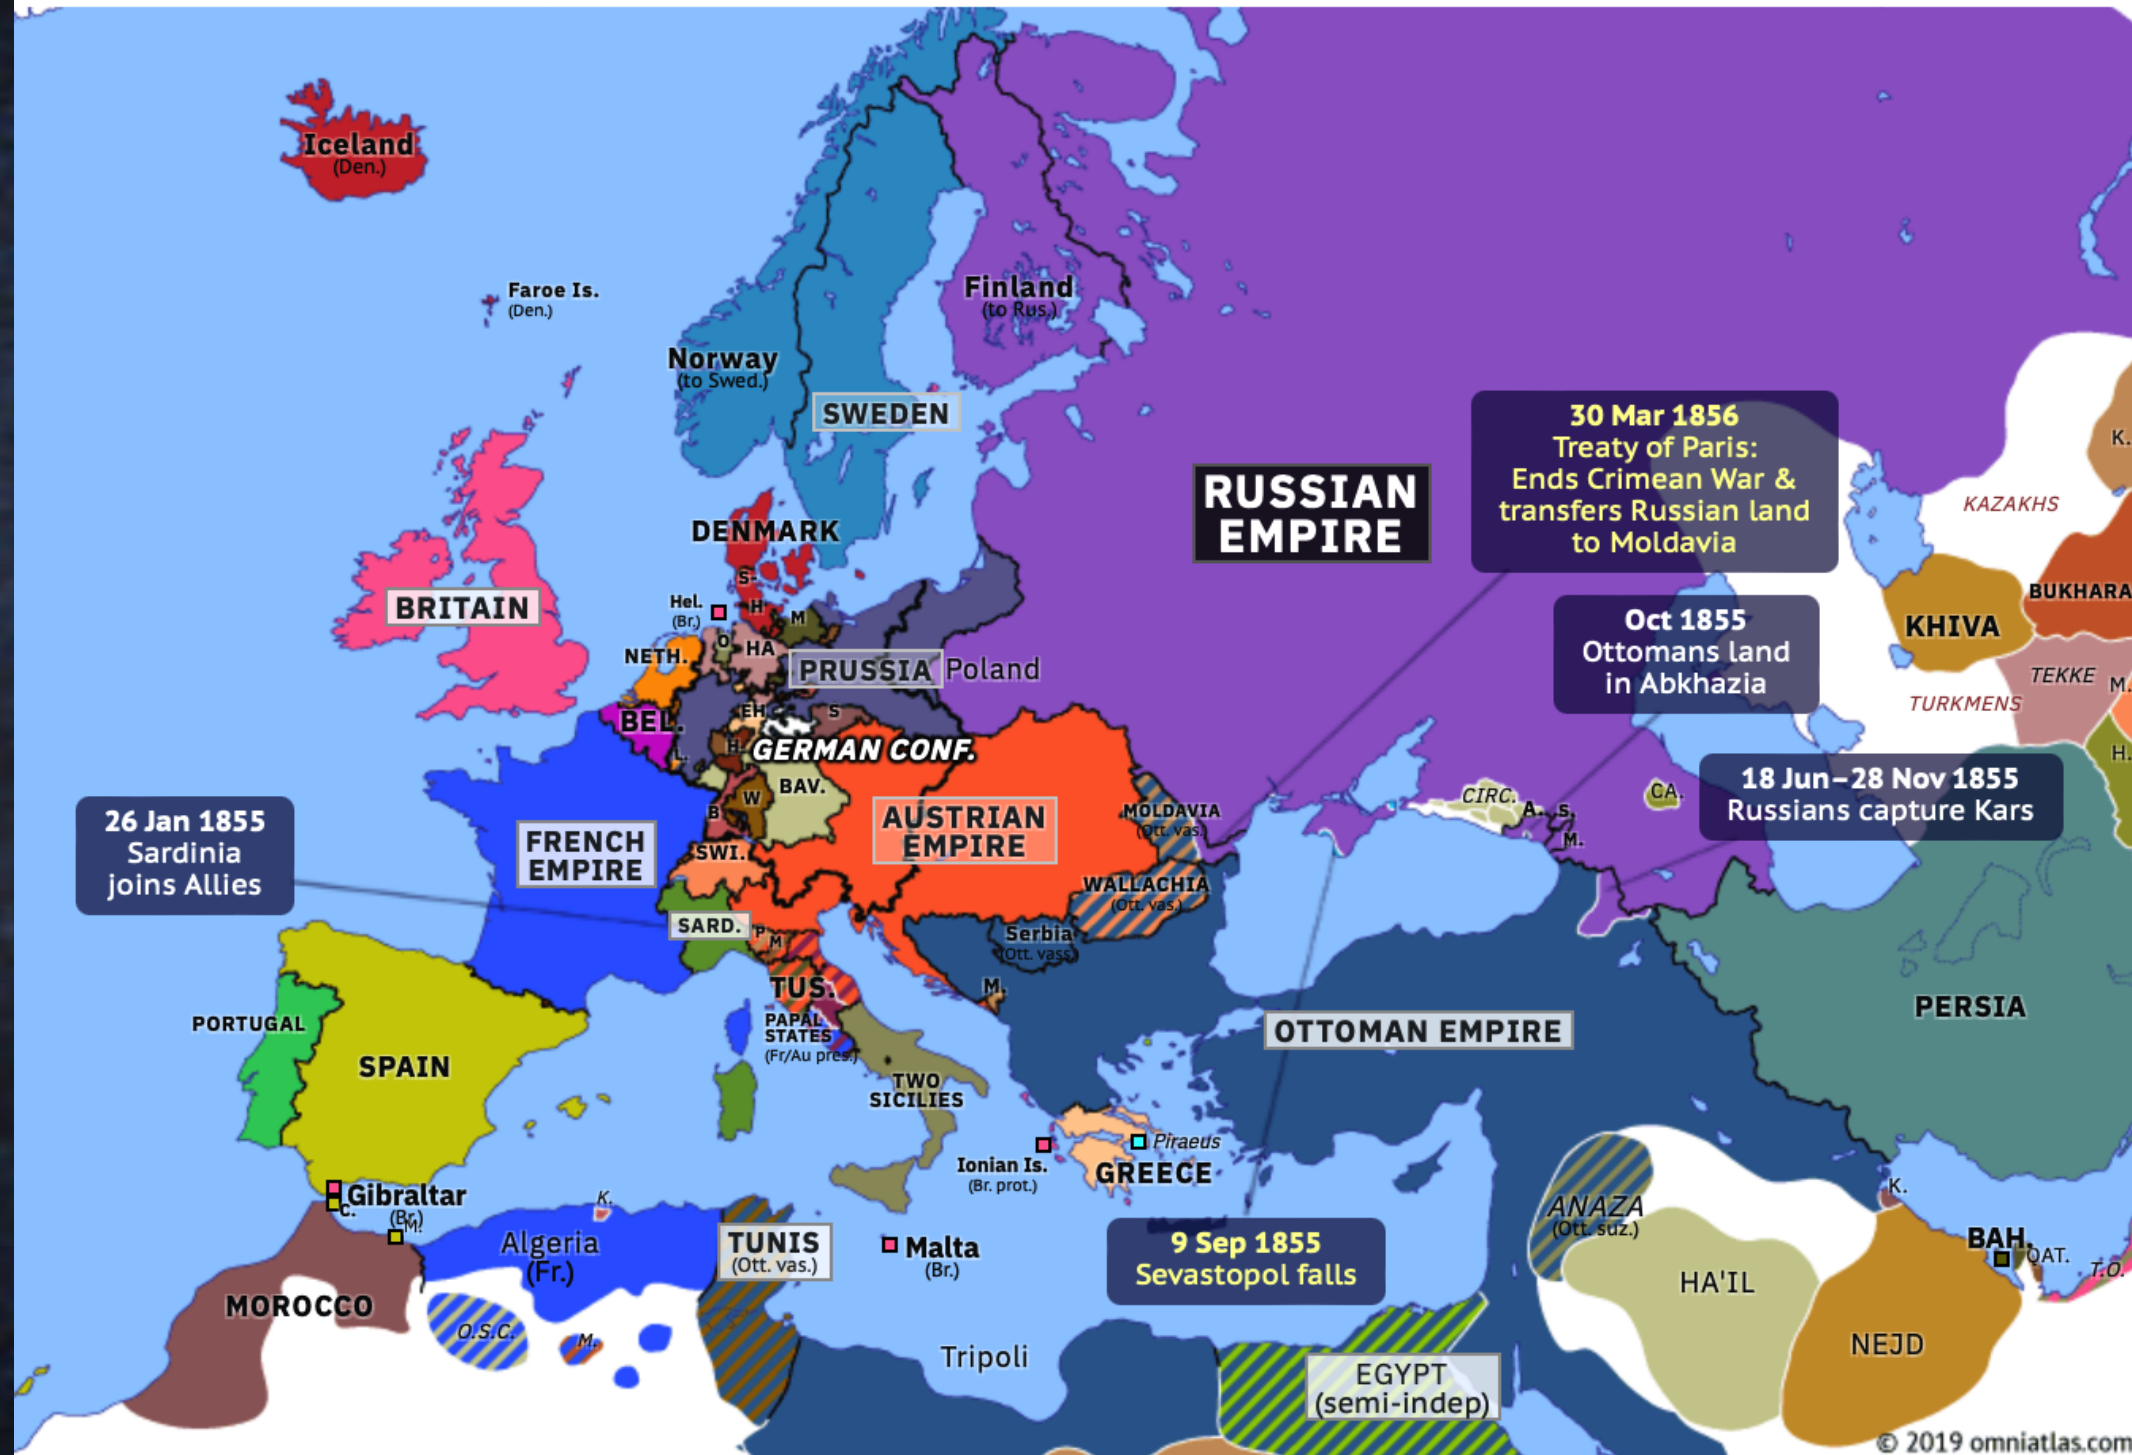 Iceland
(Den.)
Faroe Is.
(Den.)
Finland
(to Rus.)
Norway
(to Swed.)
SWEDEN
30 Mar 1856
Treaty of Paris:
Ends Crimean War &
transfers Russian land
to Moldavia
K.
RUSSIAN
EMPIRE
KAZAKHS
DENMARK
S-
H
Hel.
(Br.)
BRITAIN
M
O
HA
NETH.
PRUSSIA
Poland
Oct 1855
Ottomans land
in Abkhazia
BUKHARA
KHIVA
TEKKE
M.
TURKMENS
BEL.
EH
S
L.
H.
GERMAN CONF.
H.
BAV.
W
B
18 Jun–28 Nov 1855
Russians capture Kars
CIRC.
CA.
A.
S.
M.
MOLDAVIA
(Ott. vas.)
26 Jan 1855
Sardinia
joins Allies
FRENCH
EMPIRE
AUSTRIAN
EMPIRE
SWI.
WALLACHIA
(Ott. vas.)
SARD.
P
M
Serbia
(Ott. vass)
TUS.
M.
PORTUGAL
SPAIN
PAPAL
STATES
(Fr/Au pres.)
OTTOMAN EMPIRE
PERSIA
TWO
SICILIES
Piraeus
Ionian Is.
(Br. prot.)
GREECE
Gibraltar
(Br.)
C.
M.
K.
K.
ANAZA
(Ott. suz.)
Algeria
(Fr.)
TUNIS
(Ott. vas.)
Malta
(Br.)
9 Sep 1855
Sevastopol falls
BAH.
QAT.
T.O.
HA'IL
MOROCCO
O.S.C.
M.
Tripoli
EGYPT
(semi-indep)
NEJD
© 2019 omniatlas.com